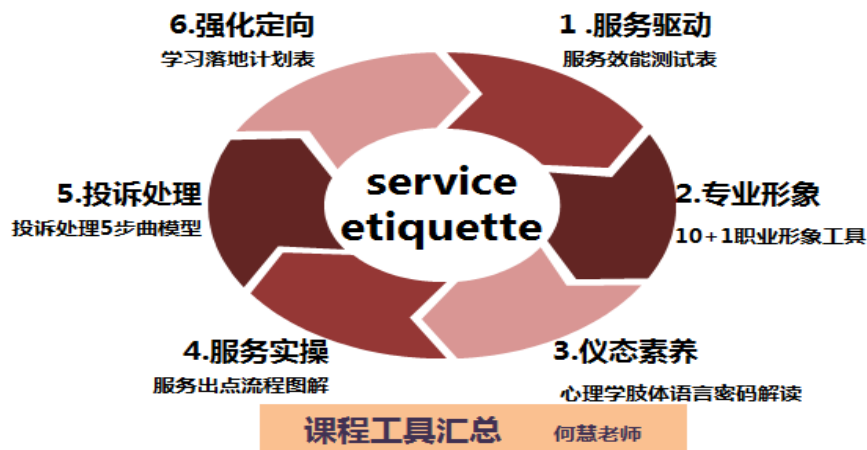 6.强化定向
学习落地计划表
1 .服务驱动
服务效能测试表
5.投诉处理
投诉处理5步曲模型
service
etiquette
2.专业形象
10+1职业形象工具
4.服务实操
服务出点流程图解
3.仪态素养
心理学肢体语言密码解读
课程工具汇总 何慧老师